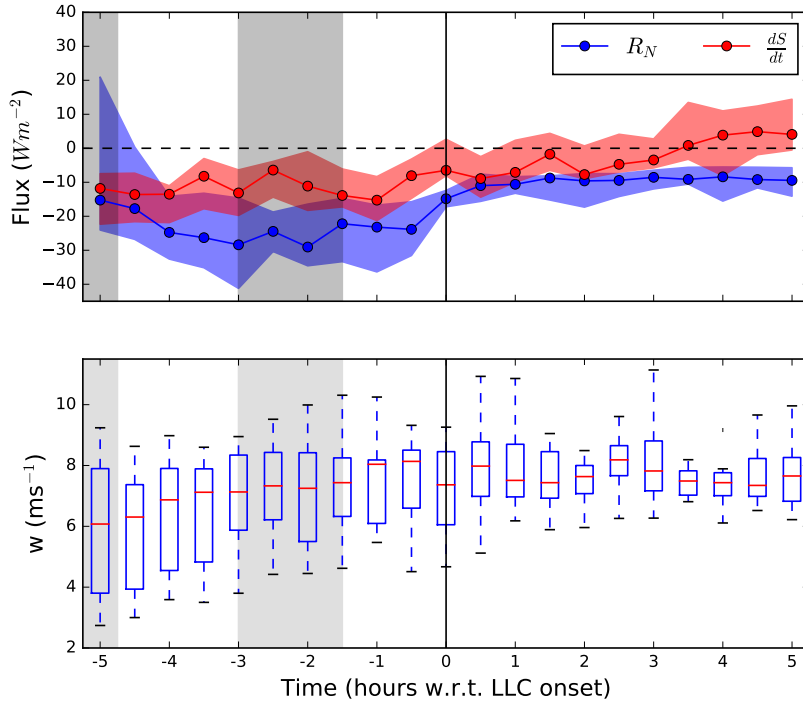 40
30
20
10
0
−10
−20
−30
−40
Flux (Wm⁻²)
R_N
dS/dt
10
8
6
4
2
w (ms⁻¹)
-5 -4 -3 -2 -1 0 1 2 3 4 5
Time (hours w.r.t. LLC onset)